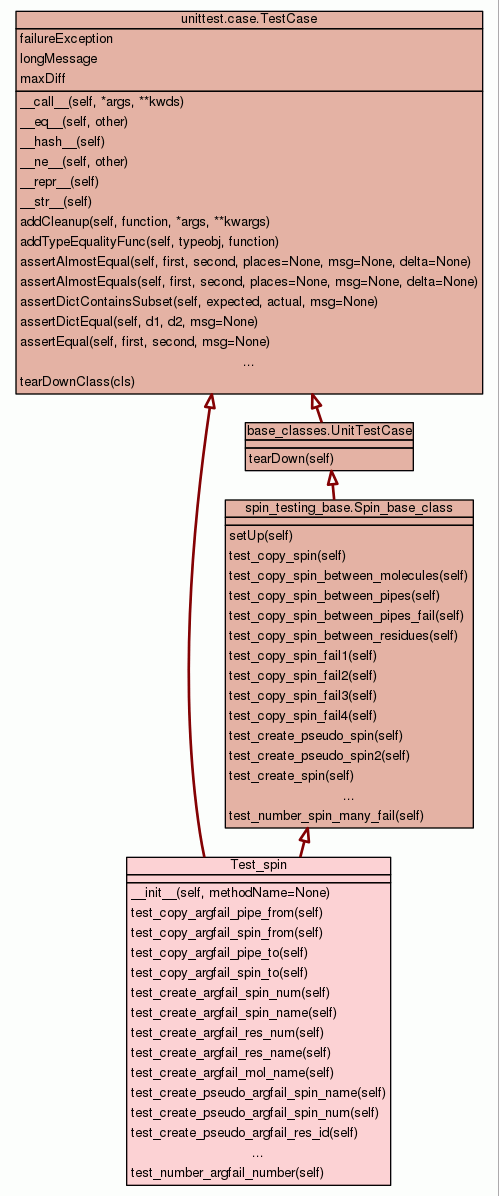 unittest.case.TestCase
failureException
longMessage
maxDiff
__call__(self, *args, **kwds)
__eq__(self, other)
__hash__(self)
__ne__(self, other)
__repr__(self)
__str__(self)
addCleanup(self, function, *args, **kwargs)
addTypeEqualityFunc(self, typeobj, function)
assertAlmostEqual(self, first, second, places=None, msg=None, delta=None)
assertAlmostEquals(self, first, second, places=None, msg=None, delta=None)
assertDictContainsSubset(self, expected, actual, msg=None)
assertDictEqual(self, d1, d2, msg=None)
assertEqual(self, first, second, msg=None)
...
tearDownClass(cls)
base_classes.UnitTestCase
tearDown(self)
spin_testing_base.Spin_base_class
setUp(self)
test_copy_spin(self)
test_copy_spin_between_molecules(self)
test_copy_spin_between_pipes(self)
test_copy_spin_between_pipes_fail(self)
test_copy_spin_between_residues(self)
test_copy_spin_fail1(self)
test_copy_spin_fail2(self)
test_copy_spin_fail3(self)
test_copy_spin_fail4(self)
test_create_pseudo_spin(self)
test_create_pseudo_spin2(self)
test_create_spin(self)
...
test_number_spin_many_fail(self)
Test_spin
__init__(self, methodName=None)
test_copy_argfail_pipe_from(self)
test_copy_argfail_spin_from(self)
test_copy_argfail_pipe_to(self)
test_copy_argfail_spin_to(self)
test_create_argfail_spin_num(self)
test_create_argfail_spin_name(self)
test_create_argfail_res_num(self)
test_create_argfail_res_name(self)
test_create_argfail_mol_name(self)
test_create_pseudo_argfail_spin_name(self)
test_create_pseudo_argfail_spin_num(self)
test_create_pseudo_argfail_res_id(self)
...
test_number_argfail_number(self)